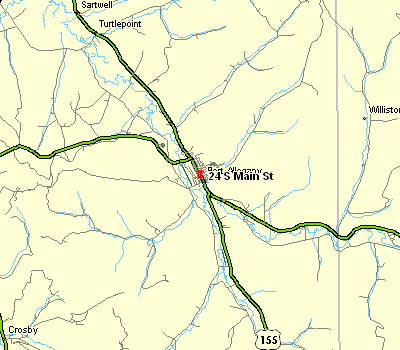 Sartwell
Turtlepoint
Williston
Port Allegany
24 S Main St
Crosby
155